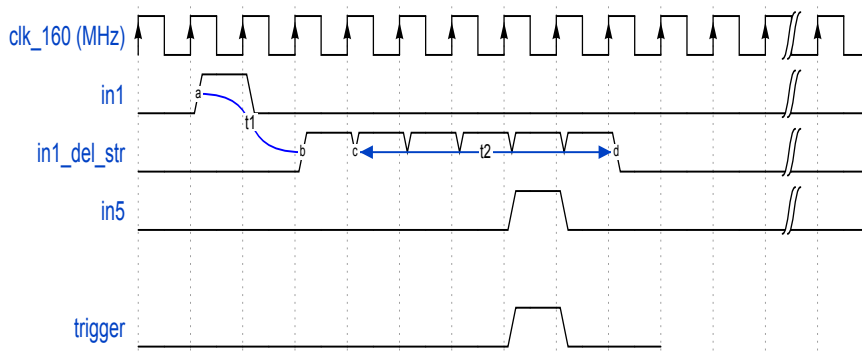 clk_160 (MHz)
in1
a
t1
in1_del_str
b
c
t2
d
in5
trigger